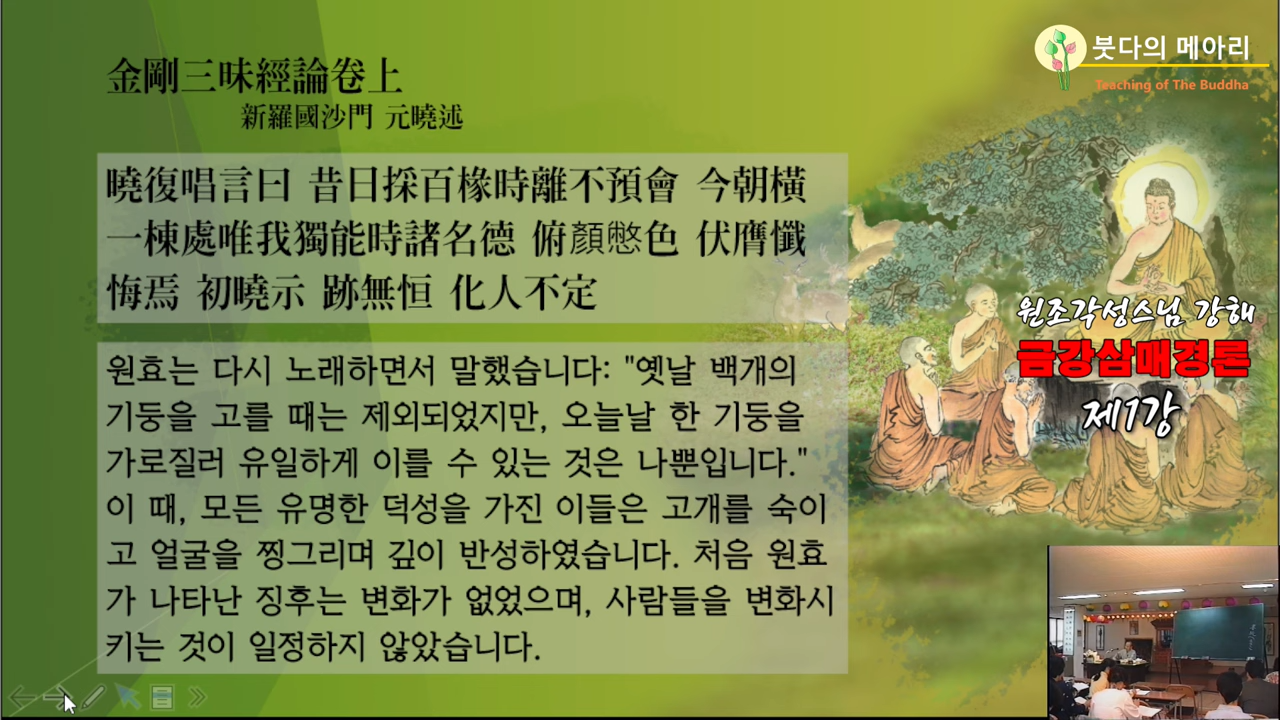 金剛三昧經論卷上
新羅國沙門 元曉述
曉復唱言曰 昔日採百椽時離不預會 今朝橫
一棟處唯我獨能時諸名德 俯顏慜色 伏膺懺
悔焉 初曉示 跡無恒 化人不定
원효는 다시 노래하면서 말했습니다: "옛날 백개의
기둥을 고를 때는 제외되었지만, 오늘날 한 기둥을
가로질러 유일하게 이를 수 있는 것은 나뿐입니다."
이 때, 모든 유명한 덕성을 가진 이들은 고개를 숙이
고 얼굴을 찡그리며 깊이 반성하였습니다. 처음 원효
가 나타난 징후는 변화가 없었으며, 사람들을 변화시
키는 것이 일정하지 않았습니다.
붓다의 메아리
Teaching of The Buddha
원조각성스님 강해
금강삼매경론
제1강